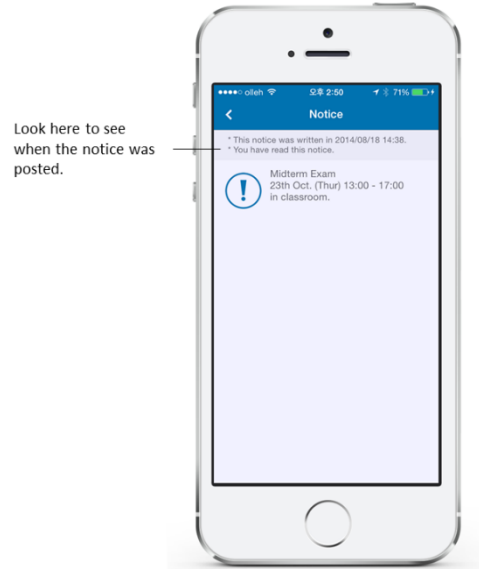 Look here to see
when the notice was
posted.
olleh 오후 2:50 71%
Notice
* This notice was written in 2014/08/18 14:38.
* You have read this notice.
Midterm Exam
23th Oct. (Thur) 13:00 - 17:00
in classroom.